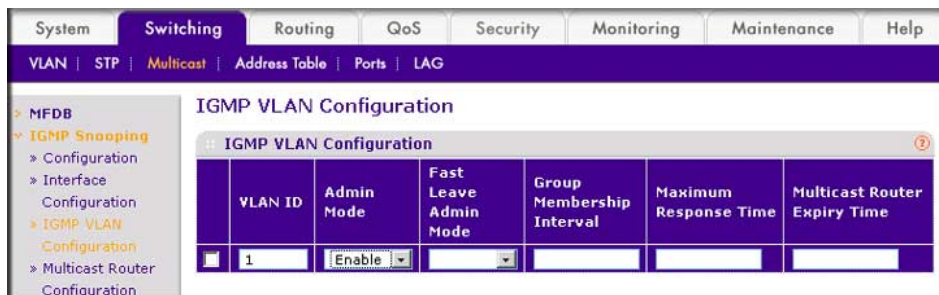 System Switching Routing QoS Security Monitoring Maintenance Help
VLAN | STP | Multicast | Address Table | Ports | LAG
MFDB
IGMP Snooping
» Configuration
» Interface
Configuration
» IGMP VLAN
Configuration
» Multicast Router
Configuration
IGMP VLAN Configuration
IGMP VLAN Configuration ?
VLAN ID
Admin
Mode
Fast
Leave
Admin
Mode
Group
Membership
Interval
Maximum
Response Time
Multicast Router
Expiry Time
1 Enable